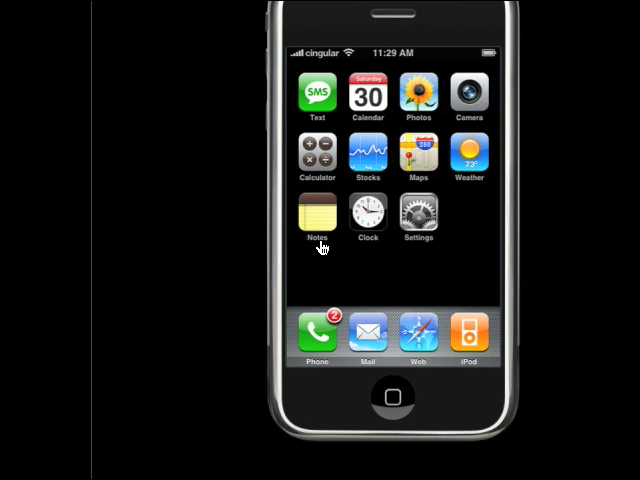 cingular 11:29 AM
SMS Saturday 30 280 73°
Text Calendar Photos Camera
Calculator Stocks Maps Weather
Notes Clock Settings
2
Phone Mail Web iPod